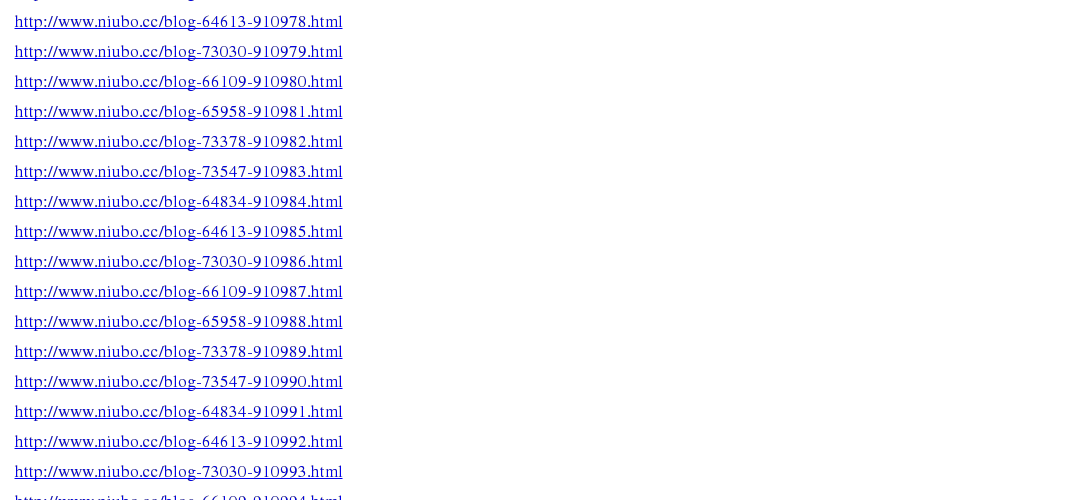 http://www.niubo.cc/blog-64613-910978.html
http://www.niubo.cc/blog-73030-910979.html
http://www.niubo.cc/blog-66109-910980.html
http://www.niubo.cc/blog-65958-910981.html
http://www.niubo.cc/blog-73378-910982.html
http://www.niubo.cc/blog-73547-910983.html
http://www.niubo.cc/blog-64834-910984.html
http://www.niubo.cc/blog-64613-910985.html
http://www.niubo.cc/blog-73030-910986.html
http://www.niubo.cc/blog-66109-910987.html
http://www.niubo.cc/blog-65958-910988.html
http://www.niubo.cc/blog-73378-910989.html
http://www.niubo.cc/blog-73547-910990.html
http://www.niubo.cc/blog-64834-910991.html
http://www.niubo.cc/blog-64613-910992.html
http://www.niubo.cc/blog-73030-910993.html